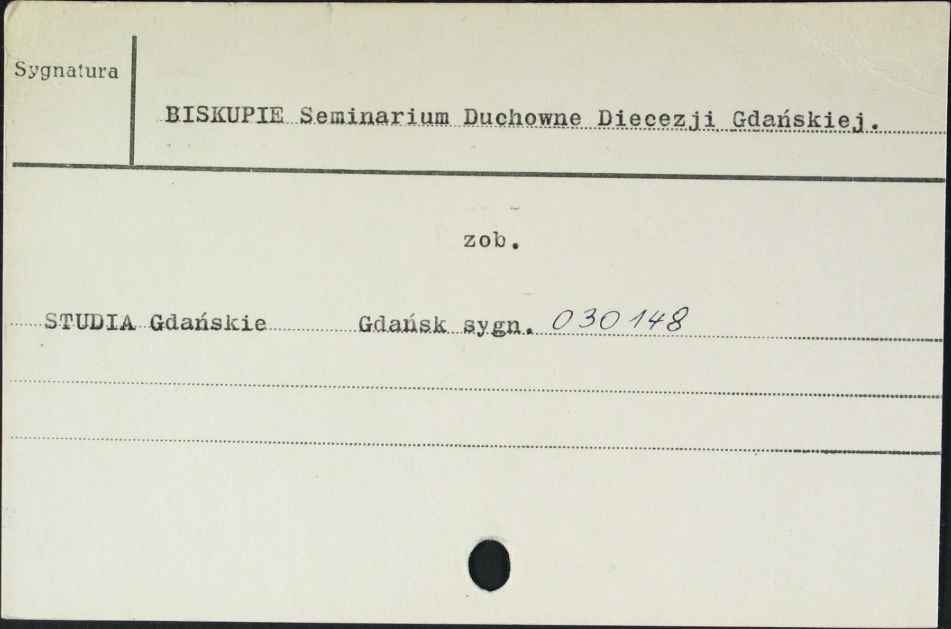 Sygnatura
BISKUPIE Seminarium Duchowne Diecezji Gdańskiej.
zob.
STUDIA Gdańskie Gdańsk sygn. 030148